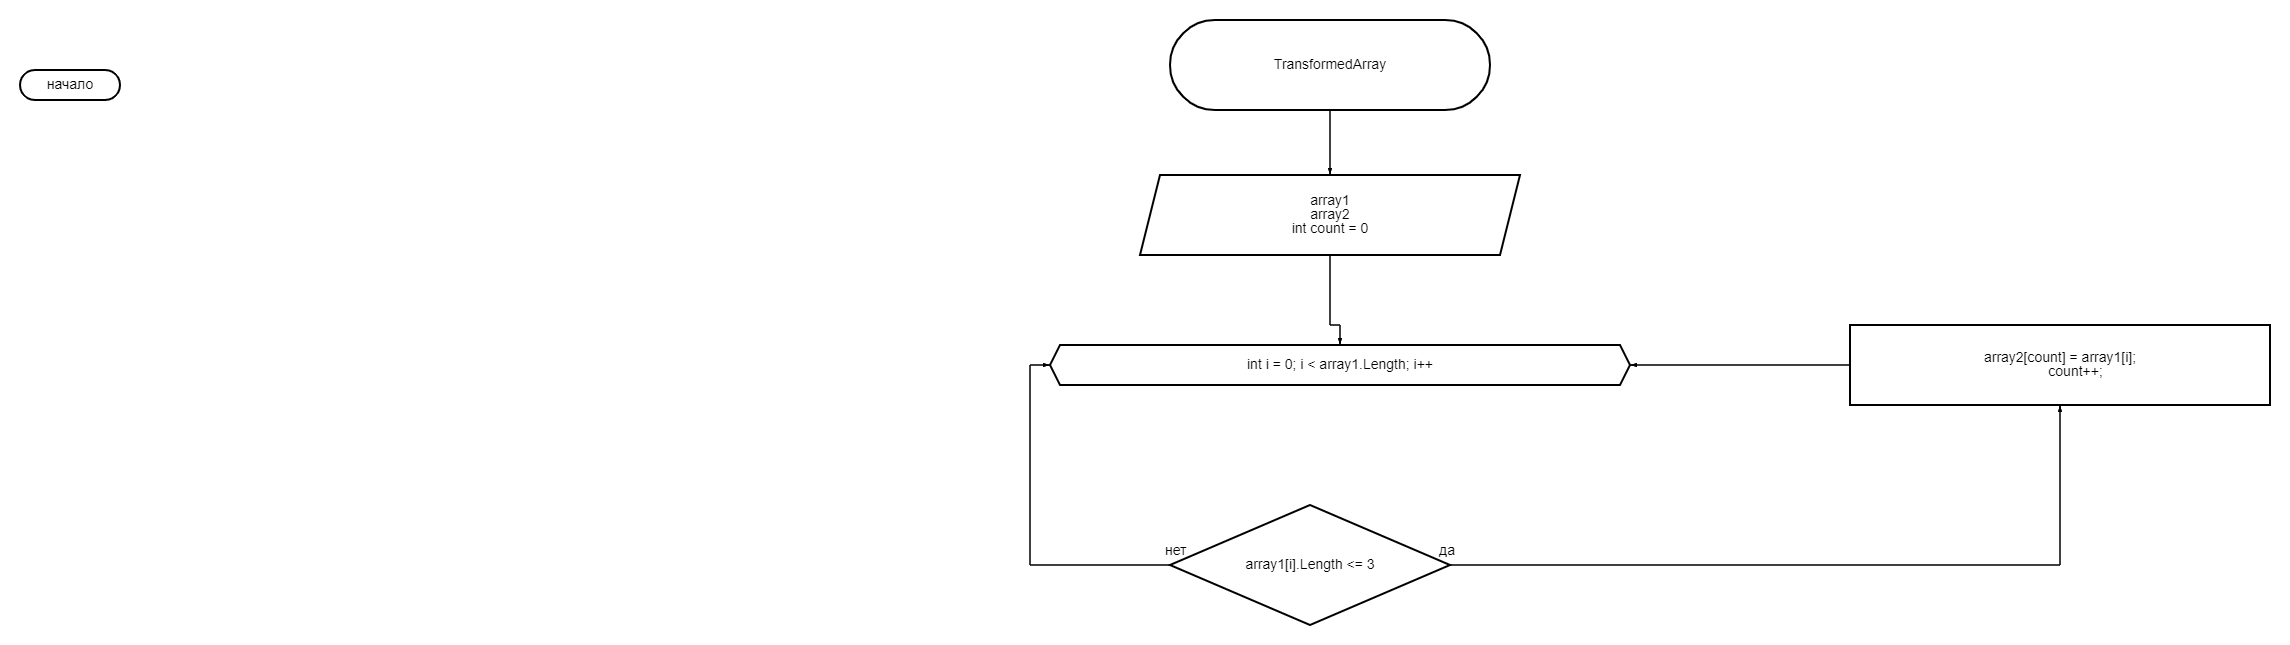 начало
TransformedArray
array1
array2
int count = 0
int i = 0; i < array1.Length; i++
array2[count] = array1[i];
count++;
нет
да
array1[i].Length <= 3